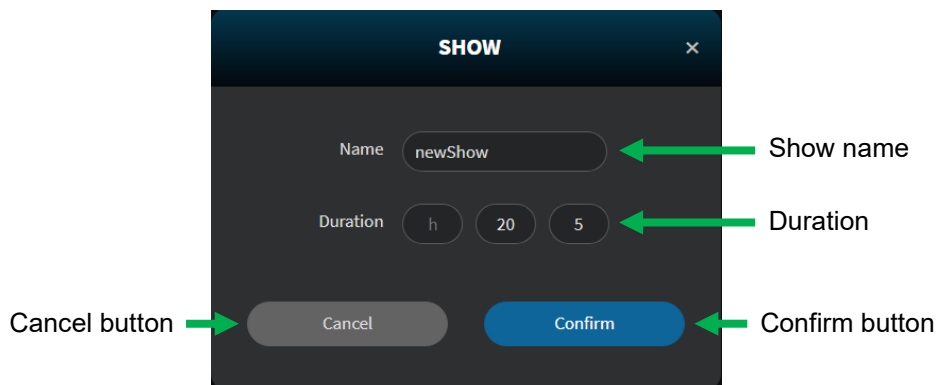 SHOW ×
Name newShow Show name
Duration h 20 5 Duration
Cancel button Cancel Confirm Confirm button